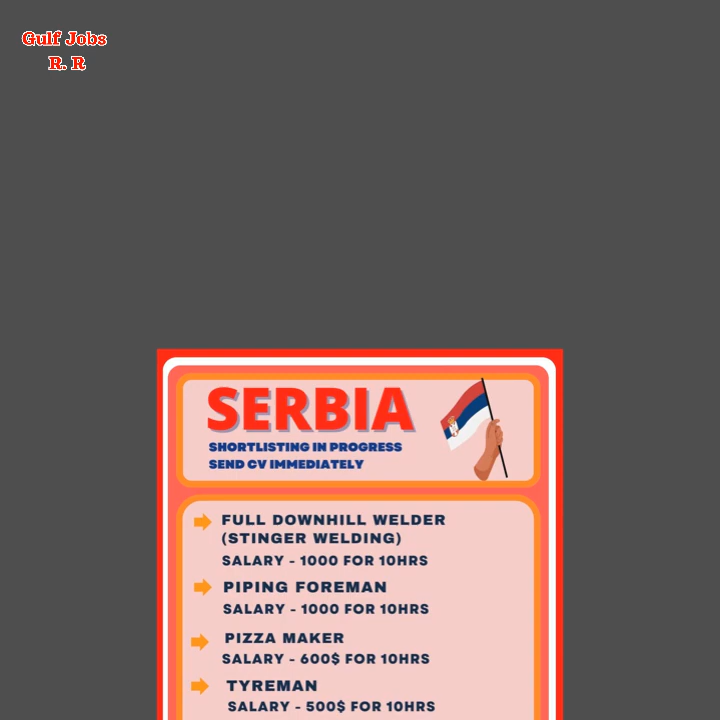 Gulf Jobs
R. R
SERBIA
SHORTLISTING IN PROGRESS
SEND CV IMMEDIATELY
FULL DOWNHILL WELDER
(STINGER WELDING)
SALARY - 1000 FOR 10HRS
PIPING FOREMAN
SALARY - 1000 FOR 10HRS
PIZZA MAKER
SALARY - 600$ FOR 10HRS
TYREMAN
SALARY - 500$ FOR 10HRS